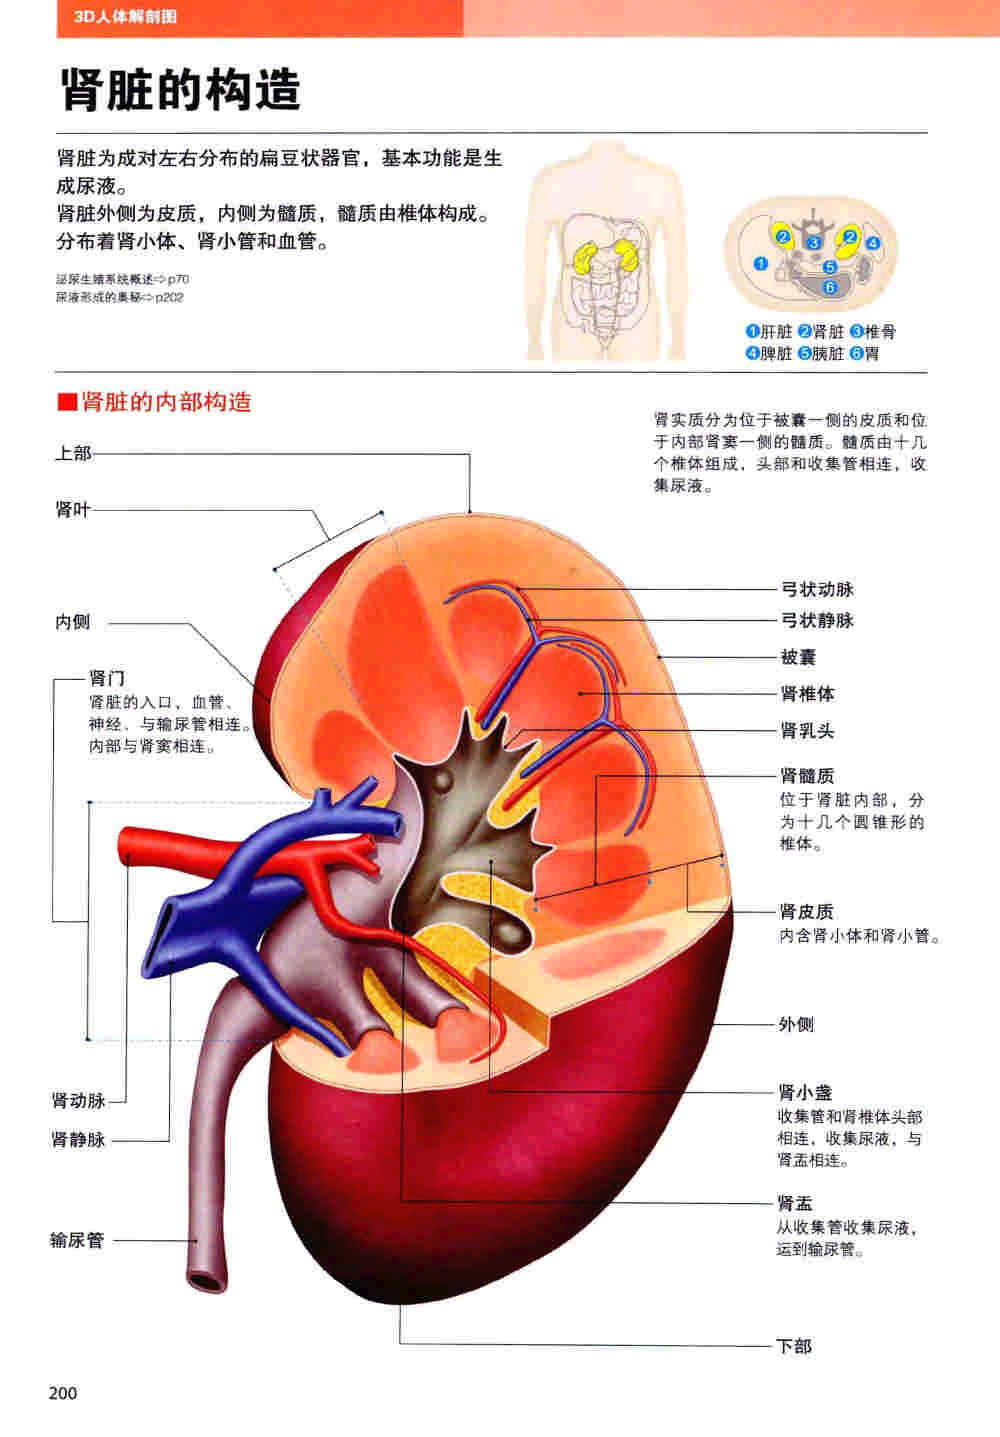 3D人体解剖图
肾脏的构造
肾脏为成对左右分布的扁豆状器官，基本功能是生
成尿液。
肾脏外侧为皮质，内侧为髓质，髓质由椎体构成。
分布着肾小体、肾小管和血管。
泌尿生殖系统概述⇨p70
尿液形成的奥秘⇨p202
② ② ④
① ③
⑤
⑥
①肝脏 ②肾脏 ③椎骨
④脾脏 ⑤胰脏 ⑥胃
■肾脏的内部构造
肾实质分为位于被囊一侧的皮质和位
于内部肾窦一侧的髓质。髓质由十几
个椎体组成，头部和收集管相连，收
集尿液。
上部
肾叶
内侧
肾门
肾脏的入口，血管、
神经、与输尿管相连。
内部与肾窦相连。
肾动脉
肾静脉
输尿管
弓状动脉
弓状静脉
被囊
肾椎体
肾乳头
肾髓质
位于肾脏内部，分
为十几个圆锥形的
椎体。
肾皮质
内含肾小体和肾小管。
外侧
肾小盏
收集管和肾椎体头部
相连，收集尿液，与
肾盂相连。
肾盂
从收集管收集尿液，
运到输尿管。
下部
200